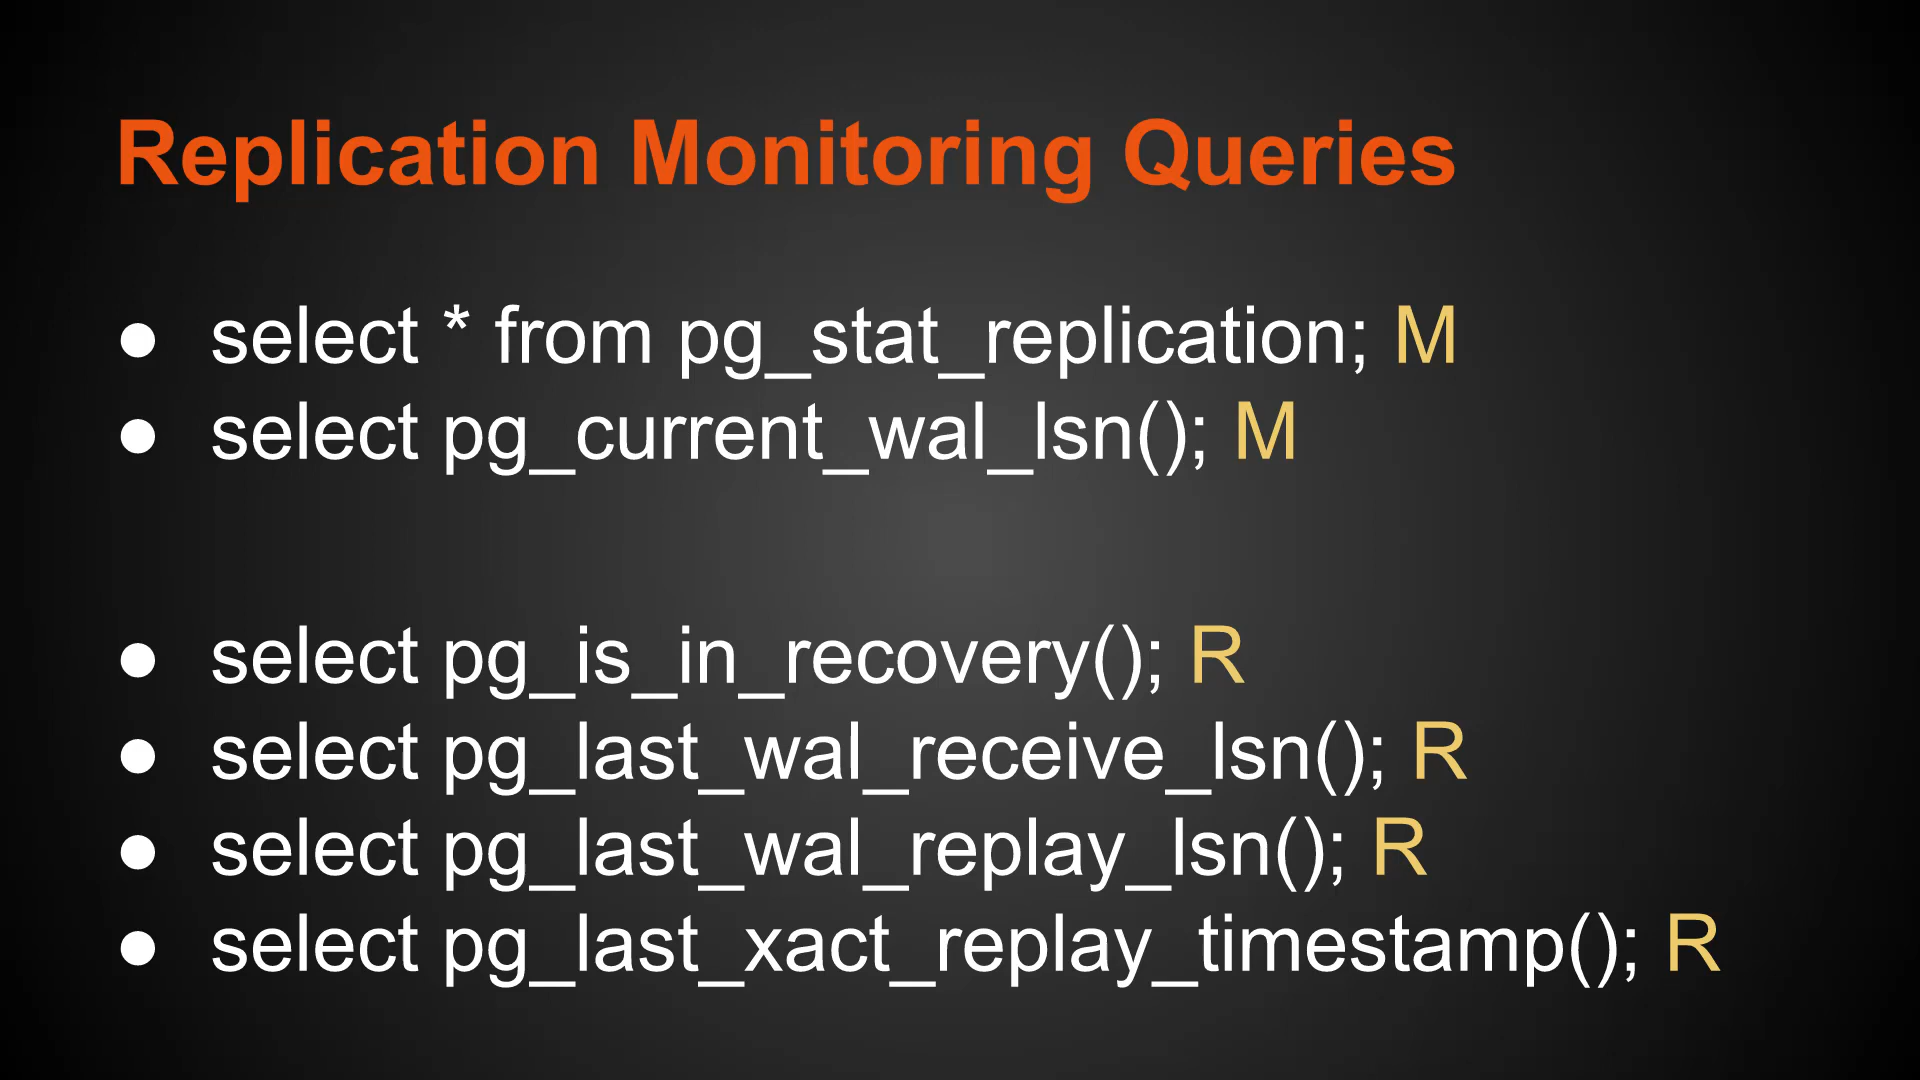 Replication Monitoring Queries
● select * from pg_stat_replication; M
● select pg_current_wal_lsn(); M
● select pg_is_in_recovery(); R
● select pg_last_wal_receive_lsn(); R
● select pg_last_wal_replay_lsn(); R
● select pg_last_xact_replay_timestamp(); R